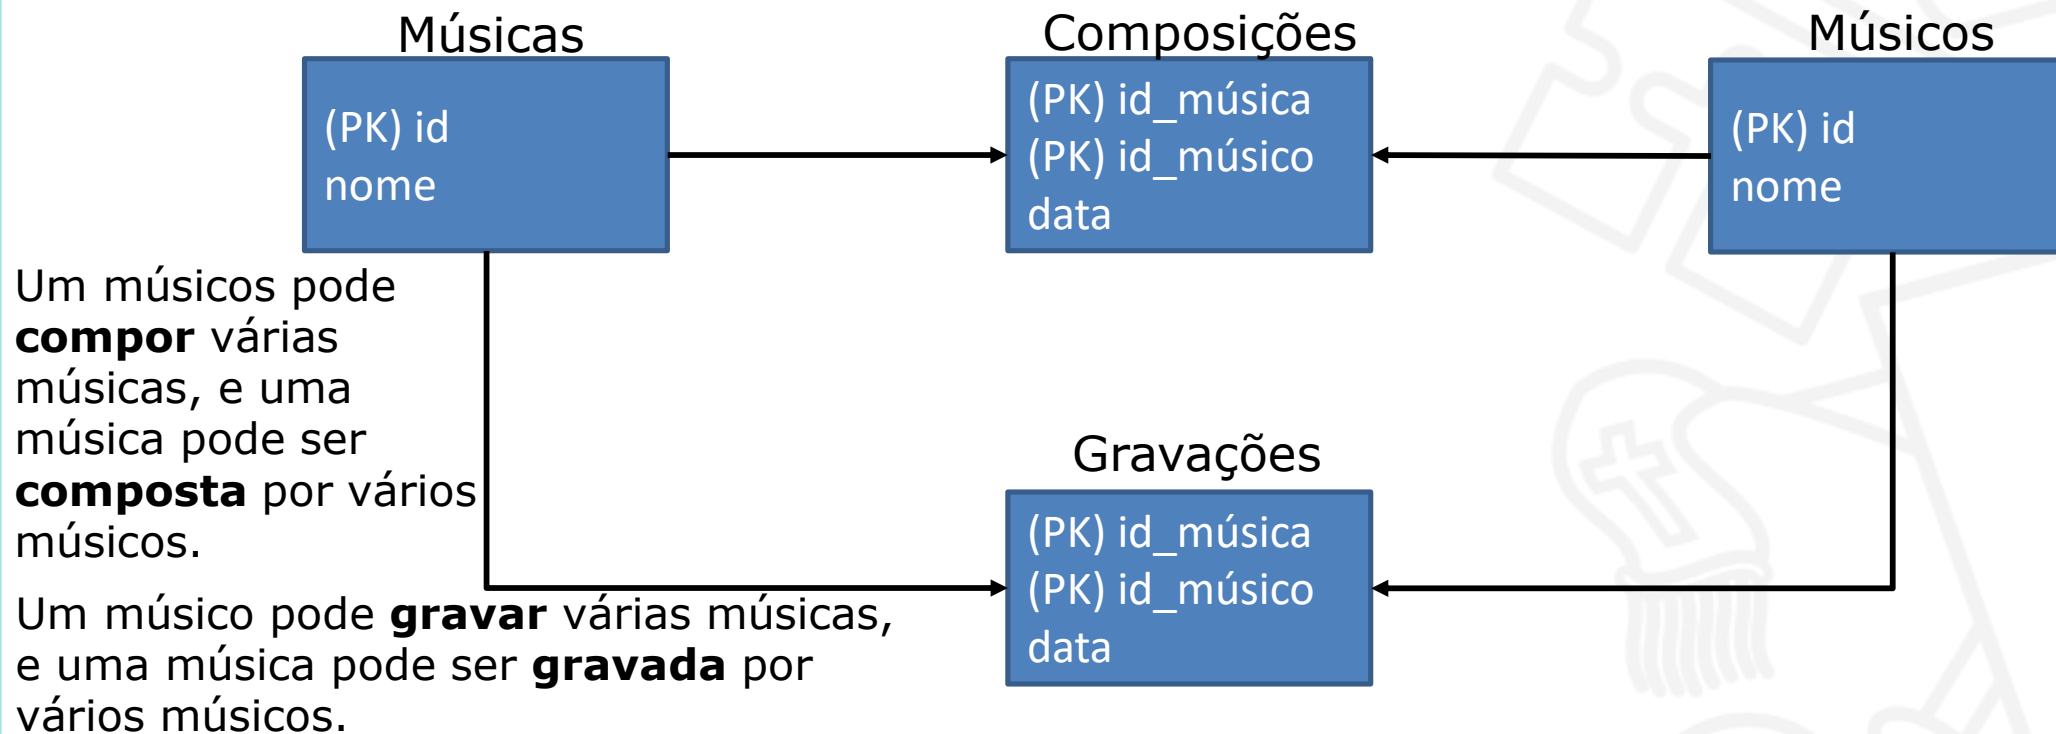 Músicas
(PK) id
nome
Composições
(PK) id_música
(PK) id_músico
data
Músicos
(PK) id
nome
Um músicos pode
compor várias
músicas, e uma
música pode ser
composta por vários
músicos.
Um músico pode gravar várias músicas,
e uma música pode ser gravada por
vários músicos.
Gravações
(PK) id_música
(PK) id_músico
data